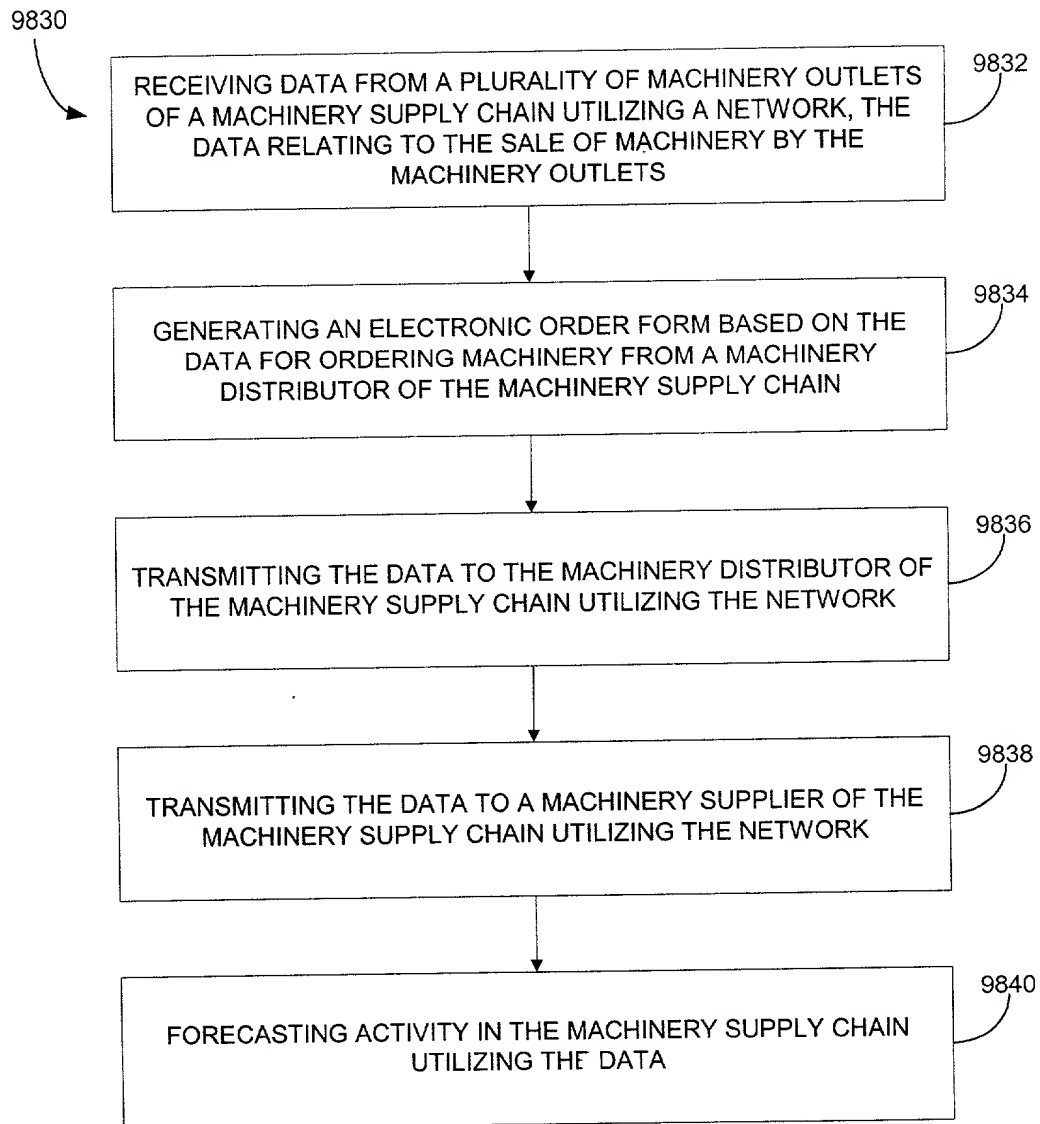 9830
9832
RECEIVING DATA FROM A PLURALITY OF MACHINERY OUTLETS
OF A MACHINERY SUPPLY CHAIN UTILIZING A NETWORK, THE
DATA RELATING TO THE SALE OF MACHINERY BY THE
MACHINERY OUTLETS
9834
GENERATING AN ELECTRONIC ORDER FORM BASED ON THE
DATA FOR ORDERING MACHINERY FROM A MACHINERY
DISTRIBUTOR OF THE MACHINERY SUPPLY CHAIN
9836
TRANSMITTING THE DATA TO THE MACHINERY DISTRIBUTOR OF
THE MACHINERY SUPPLY CHAIN UTILIZING THE NETWORK
9838
TRANSMITTING THE DATA TO A MACHINERY SUPPLIER OF THE
MACHINERY SUPPLY CHAIN UTILIZING THE NETWORK
9840
FORECASTING ACTIVITY IN THE MACHINERY SUPPLY CHAIN
UTILIZING THE DATA